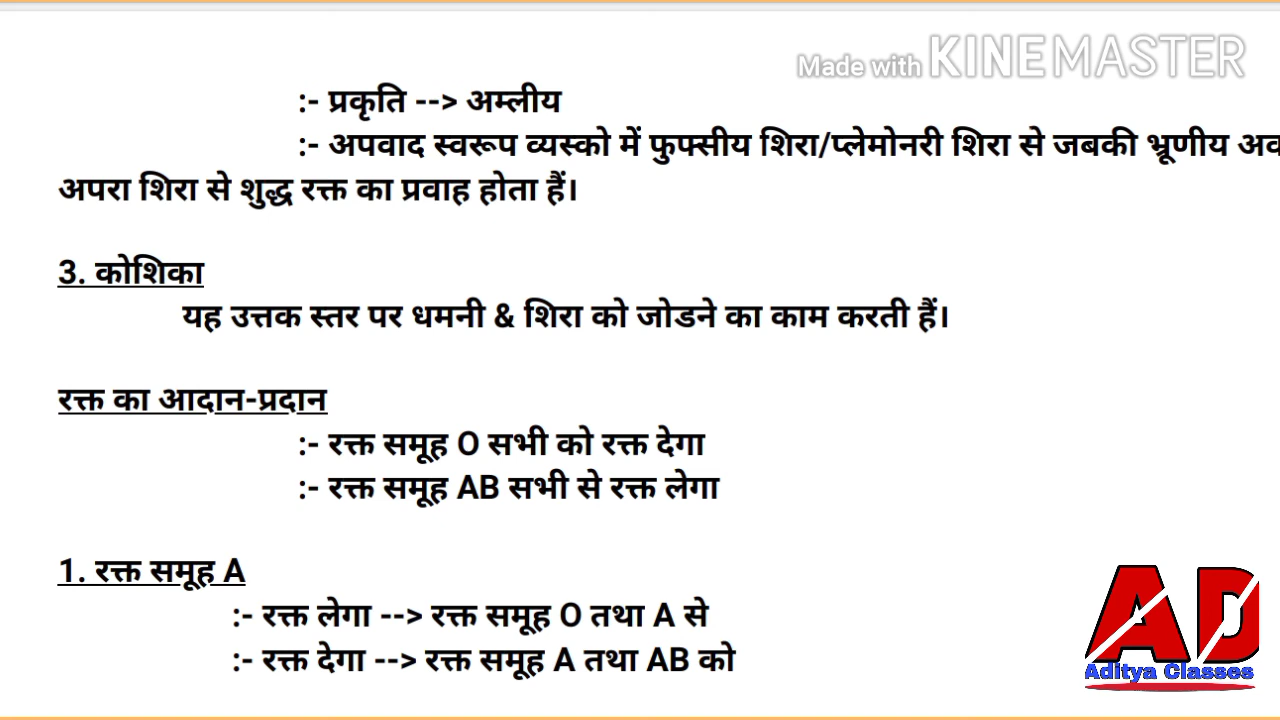 Made with KINEMASTER
:- प्रकृति --> अम्लीय
:- अपवाद स्वरूप व्यस्को में फुफ्सीय शिरा/प्लेमोनरी शिरा से जबकी भ्रूणीय
अपरा शिरा से शुद्ध रक्त का प्रवाह होता हैं।
3. कोशिका
यह उत्तक स्तर पर धमनी & शिरा को जोडने का काम करती हैं।
रक्त का आदान-प्रदान
:- रक्त समूह O सभी को रक्त देगा
:- रक्त समूह AB सभी से रक्त लेगा
1. रक्त समूह A
:- रक्त लेगा --> रक्त समूह O तथा A से
:- रक्त देगा --> रक्त समूह A तथा AB को
AD
Aditya Classes